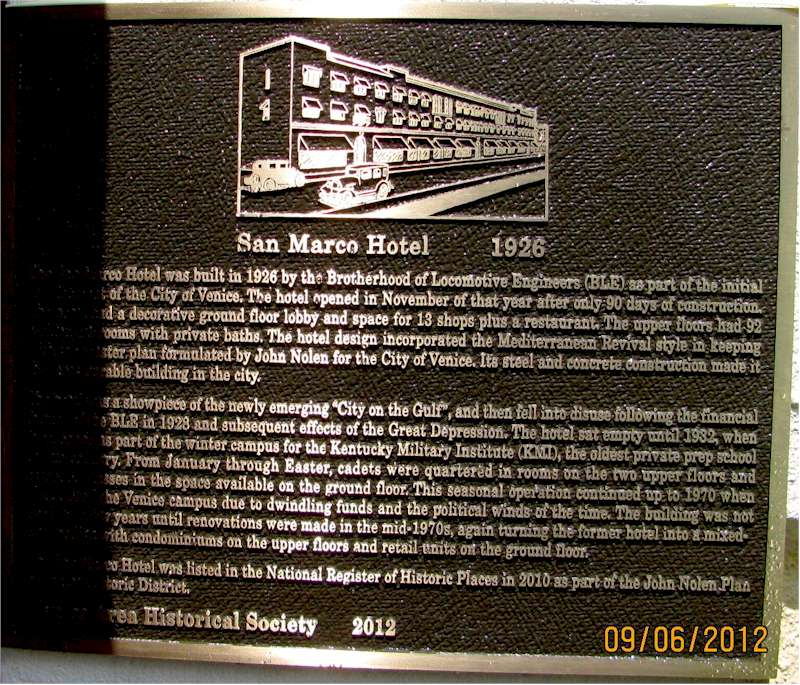 San Marco Hotel 1926
Marco Hotel was built in 1926 by the Brotherhood of Locomotive Engineers (BLE) as part of the initial
of the City of Venice. The hotel opened in November of that year after only 90 days of construction.
a decorative ground floor lobby and space for 13 shops plus a restaurant. The upper floors had 92
rooms with private baths. The hotel design incorporated the Mediterranean Revival style in keeping
plan formulated by John Nolen for the City of Venice. Its steel and concrete construction made it
building in the city.
a showpiece of the newly emerging "City on the Gulf", and then fell into disuse following the financial
BLE in 1928 and subsequent effects of the Great Depression. The hotel sat empty until 1932, when
as part of the winter campus for the Kentucky Military Institute (KMI), the oldest private prep school
From January through Easter, cadets were quartered in rooms on the two upper floors and
in the space available on the ground floor. This seasonal operation continued up to 1970 when
the Venice campus due to dwindling funds and the political winds of the time. The building was not
years until renovations were made in the mid-1970s, again turning the former hotel into a mixed-
with condominiums on the upper floors and retail units on the ground floor.
Hotel was listed in the National Register of Historic Places in 2010 as part of the John Nolen Plan
District.
Area Historical Society 2012
09/06/2012